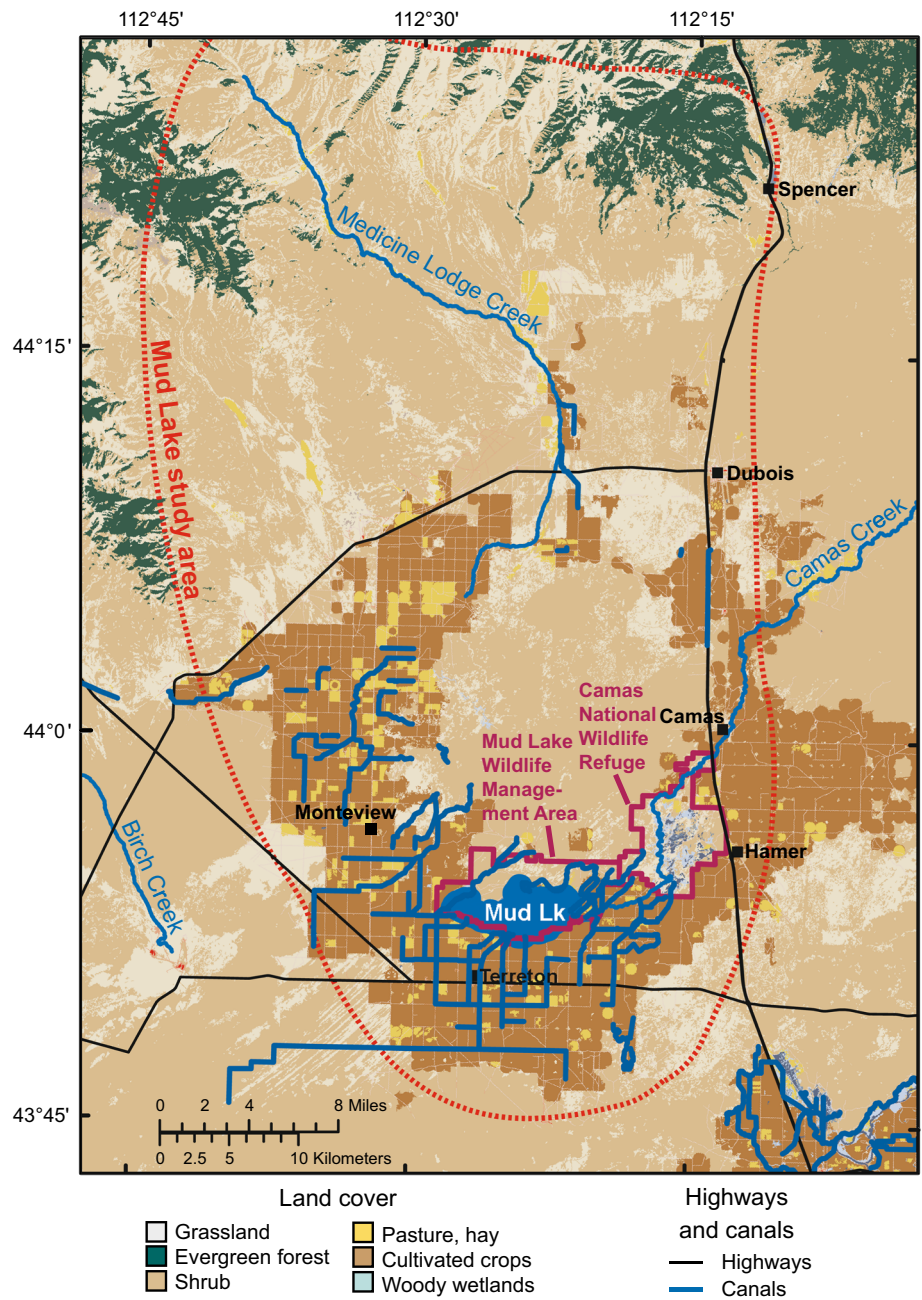 112°45'
112°30'
112°15'
Spencer
Medicine Lodge Creek
44°15'
Mud Lake study area
Dubois
Camas Creek
Camas
National
Wildlife
Refuge
Camas
44°0'
Mud Lake
Wildlife
Manage-
ment Area
Monteview
Hamer
Birch Creek
Mud Lk
Terreton
43°45'
0 2 4 8 Miles
0 2.5 5 10 Kilometers
Land cover
Grassland
Evergreen forest
Shrub
Pasture, hay
Cultivated crops
Woody wetlands
Highways
and canals
Highways
Canals